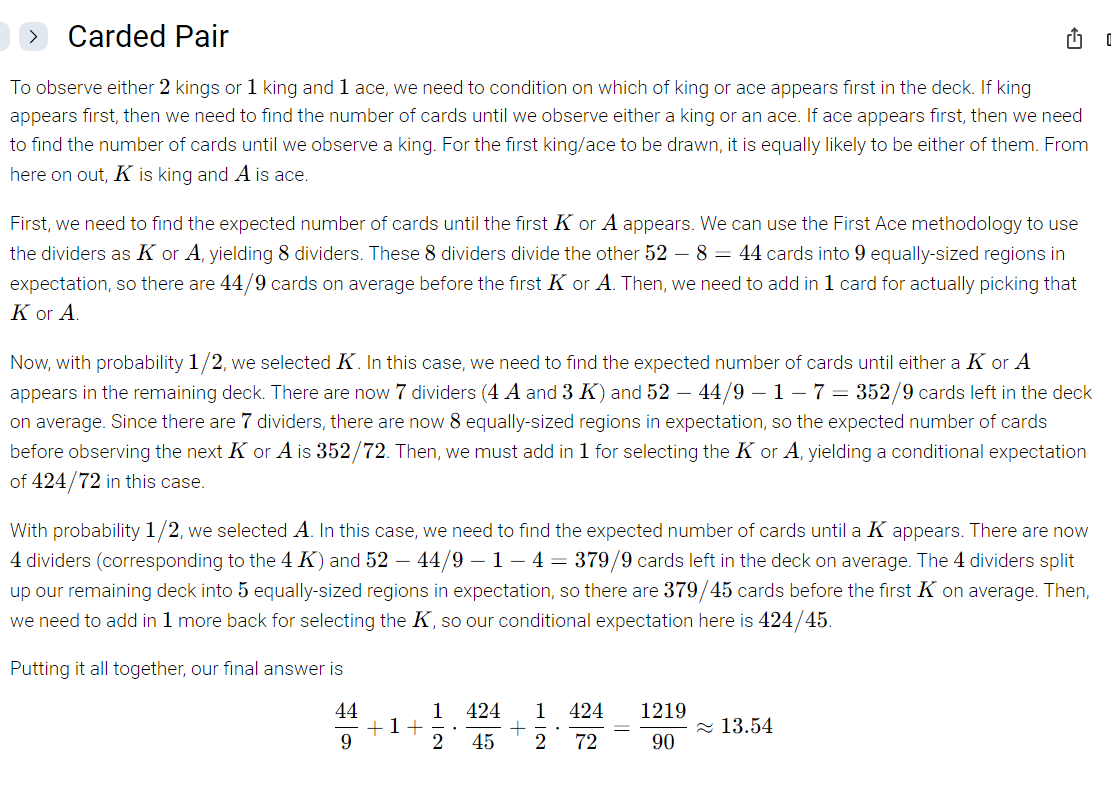 Carded Pair
To observe either 2 kings or 1 king and 1 ace, we need to condition on which of king or ace appears first in the deck. If king
appears first, then we need to find the number of cards until we observe either a king or an ace. If ace appears first, then we need
to find the number of cards until we observe a king. For the first king/ace to be drawn, it is equally likely to be either of them. From
here on out, K is king and A is ace.
First, we need to find the expected number of cards until the first K or A appears. We can use the First Ace methodology to use
the dividers as K or A, yielding 8 dividers. These 8 dividers divide the other 52 − 8 = 44 cards into 9 equally-sized regions in
expectation, so there are 44/9 cards on average before the first K or A. Then, we need to add in 1 card for actually picking that
K or A.
Now, with probability 1/2, we selected K. In this case, we need to find the expected number of cards until either a K or A
appears in the remaining deck. There are now 7 dividers (4 A and 3 K) and 52 − 44/9 − 1 − 7 = 352/9 cards left in the deck
on average. Since there are 7 dividers, there are now 8 equally-sized regions in expectation, so the expected number of cards
before observing the next K or A is 352/72. Then, we must add in 1 for selecting the K or A, yielding a conditional expectation
of 424/72 in this case.
With probability 1/2, we selected A. In this case, we need to find the expected number of cards until a K appears. There are now
4 dividers (corresponding to the 4 K) and 52 − 44/9 − 1 − 4 = 379/9 cards left in the deck on average. The 4 dividers split
up our remaining deck into 5 equally-sized regions in expectation, so there are 379/45 cards before the first K on average. Then,
we need to add in 1 more back for selecting the K, so our conditional expectation here is 424/45.
Putting it all together, our final answer is
44/9 + 1 + 1/2 · 424/45 + 1/2 · 424/72 = 1219/90 ≈ 13.54